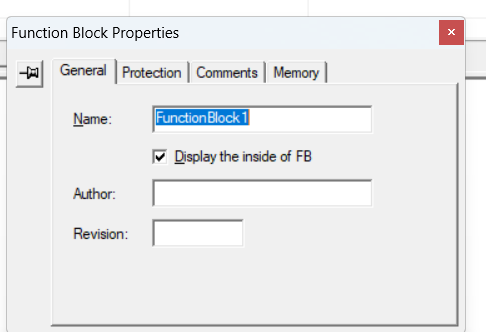 Function Block Properties
General Protection Comments Memory
Name: FunctionBlock1
Display the inside of FB
Author:
Revision: